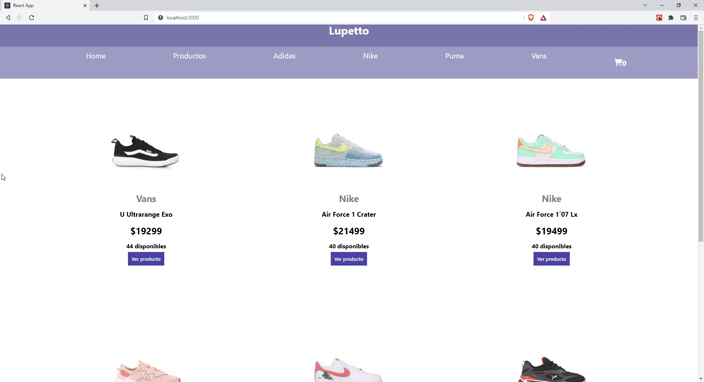 React App
localhost:3000
Lupetto
Home Productos Adidas Nike Puma Vans 0
Vans Nike Nike
U Ultrarange Exo Air Force 1 Crater Air Force 1´07 Lx
$19299 $21499 $19499
44 disponibles 40 disponibles 40 disponibles
Ver producto Ver producto Ver producto